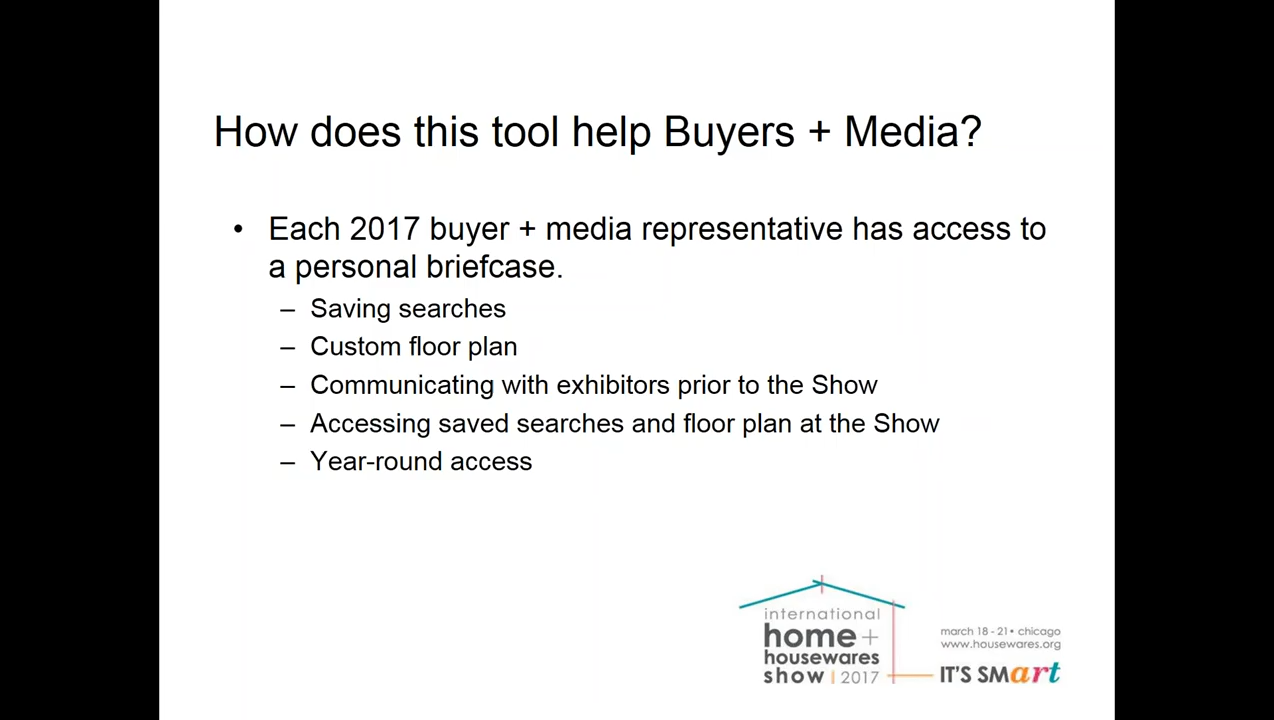 How does this tool help Buyers + Media?
• Each 2017 buyer + media representative has access to
a personal briefcase.
– Saving searches
– Custom floor plan
– Communicating with exhibitors prior to the Show
– Accessing saved searches and floor plan at the Show
– Year-round access
international
home +
housewares
show | 2017
march 18 - 21 • chicago
www.housewares.org
IT'S SMart